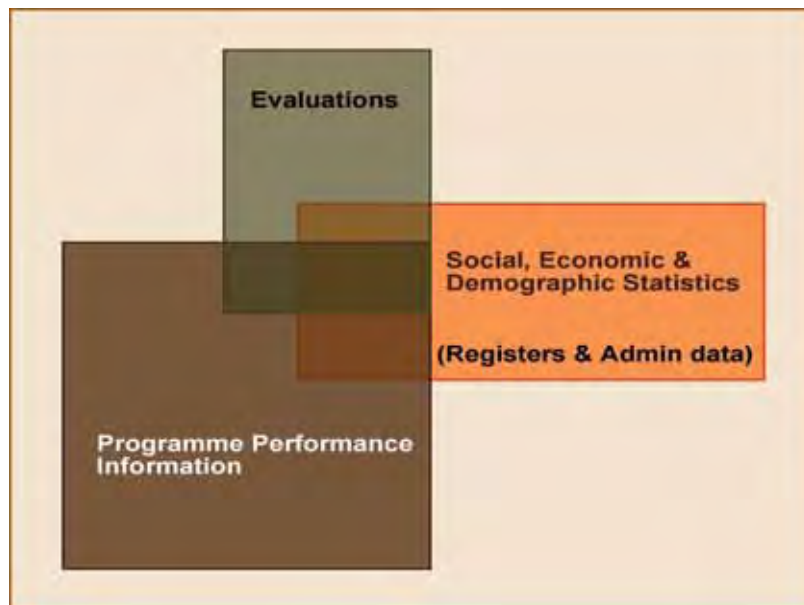 Evaluations
Social, Economic &
Demographic Statistics
(Registers & Admin data)
Programme Performance
Information